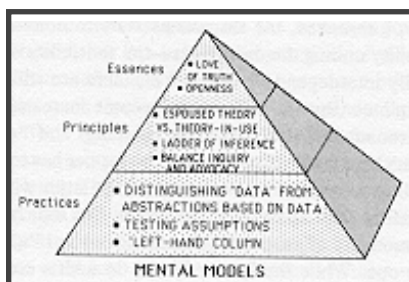 Essences
• LOVE
OF TRUTH
• OPENNESS
Principles
• ESPOUSED THEORY
VS. THEORY-IN-USE
• LADDER OF INFERENCE
• BALANCE INQUIRY
AND ADVOCACY
Practices
• DISTINGUISHING "DATA" FROM
ABSTRACTIONS BASED ON DATA
• TESTING ASSUMPTIONS
• "LEFT-HAND" COLUMN
MENTAL MODELS